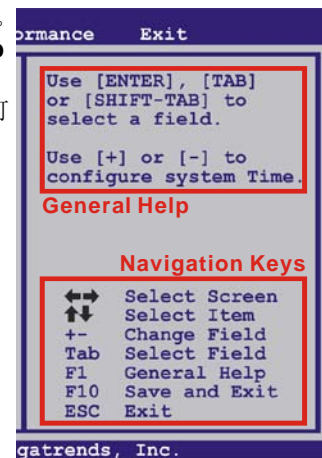 ormance Exit
Use [ENTER], [TAB]
or [SHIFT-TAB] to
select a field.
Use [+] or [-] to
configure system Time.
General Help
Navigation Keys
Select Screen
Select Item
+- Change Field
Tab Select Field
F1 General Help
F10 Save and Exit
ESC Exit
gatrends, Inc.